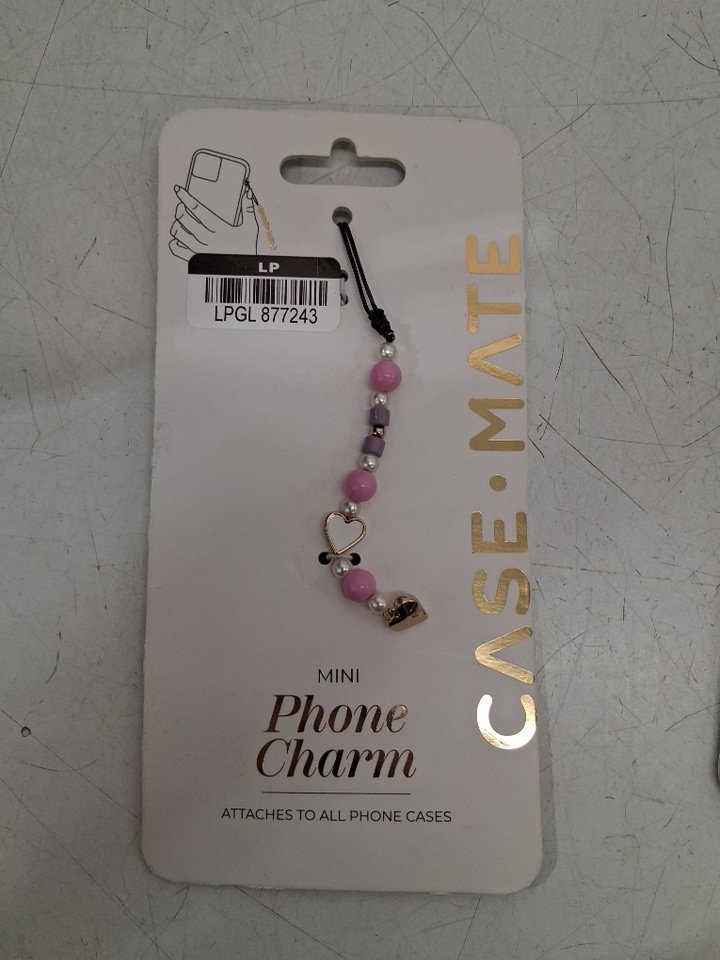 LP
LPGL 877243
CASE·MATE
MINI
Phone
Charm
ATTACHES TO ALL PHONE CASES